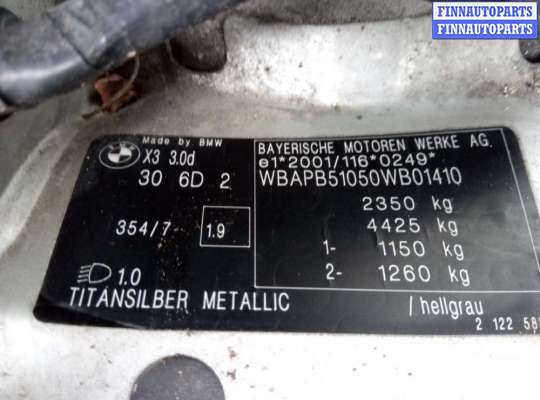 FINNAUTOPARTS
FINNAUTOPARTS
Made by BMW
BAYERISCHE MOTOREN WERKE AG.
X3 3.0d
e1*2001/116*0249*
30 6D 2
WBAPB51050WB01410
2350 kg
354/7 1.9
4425 kg
1- 1150 kg
1.0
2- 1260 kg
TITANSILBER METALLIC /hellgrau
2 122 58